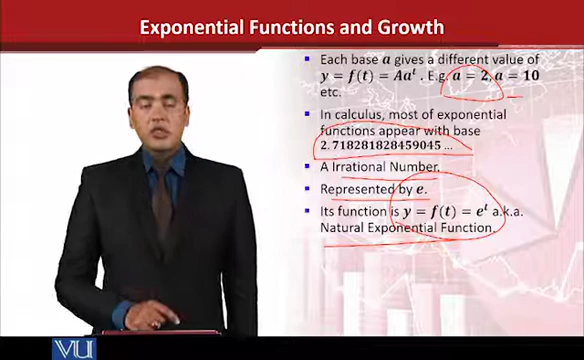 Exponential Functions and Growth
▪ Each base a gives a different value of
y = f(t) = Aa^t. E.g. a = 2, a = 10
etc.
▪ In calculus, most of exponential
functions appear with base
2.718281828459045 ...
▪ A Irrational Number.
▪ Represented by e.
▪ Its function is y = f(t) = e^t a.k.a.
Natural Exponential Function.
VU